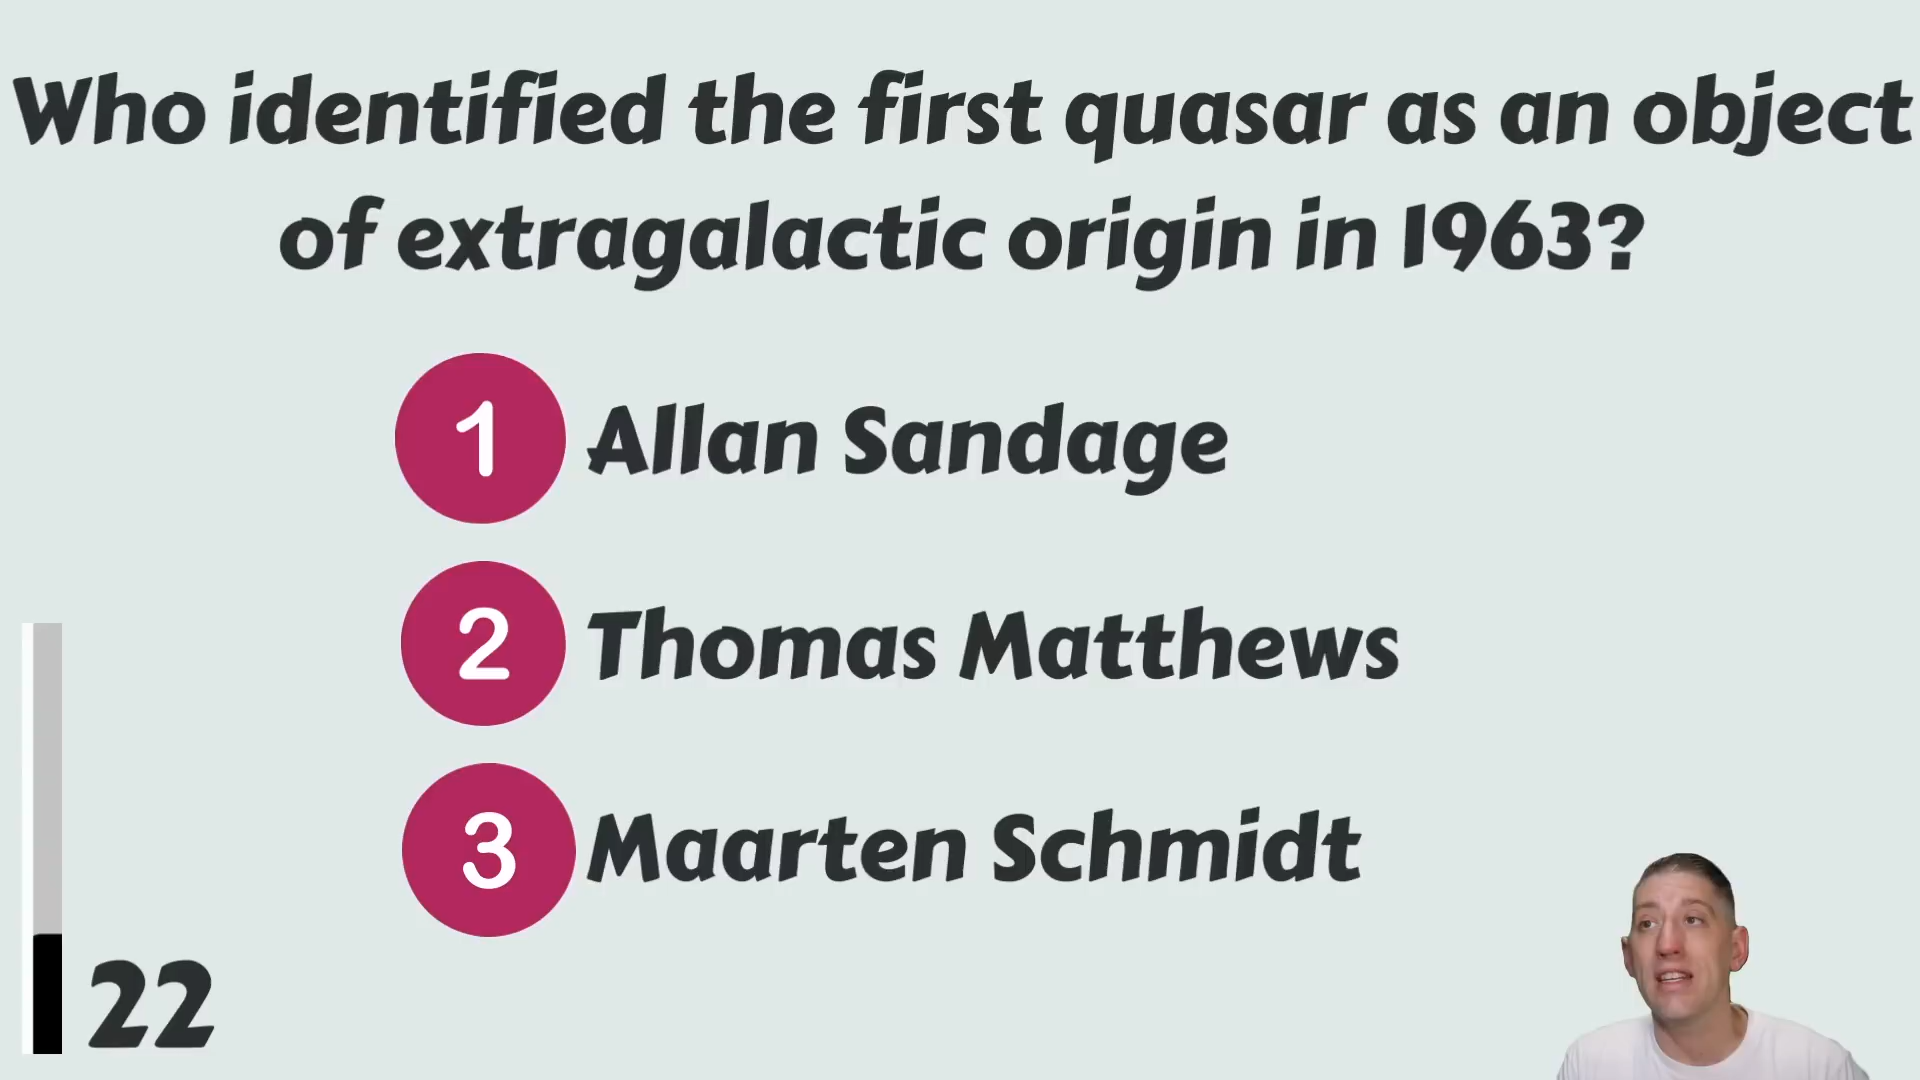 Who identified the first quasar as an object
of extragalactic origin in 1963?
1 Allan Sandage
2 Thomas Matthews
3 Maarten Schmidt
22